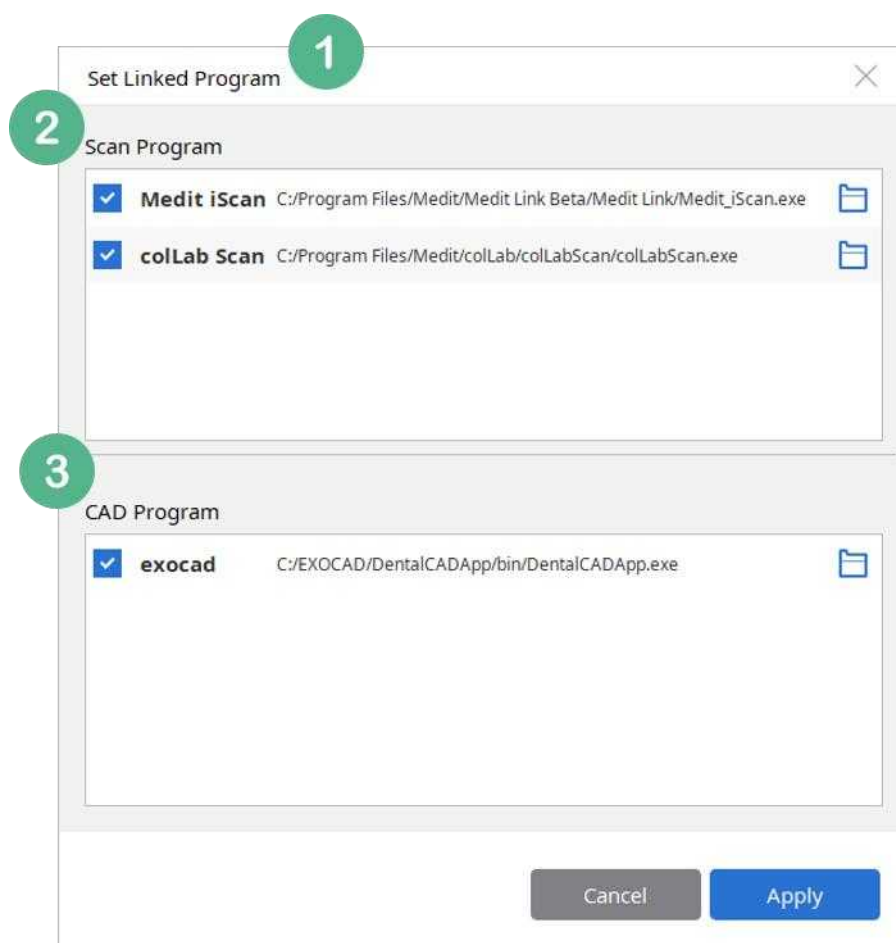 1
Set Linked Program
2
Scan Program
Medit iScan C:/Program Files/Medit/Medit Link Beta/Medit Link/Medit_iScan.exe
colLab Scan C:/Program Files/Medit/colLab/colLabScan/colLabScan.exe
3
CAD Program
exocad C:/EXOCAD/DentalCADApp/bin/DentalCADApp.exe
Cancel Apply